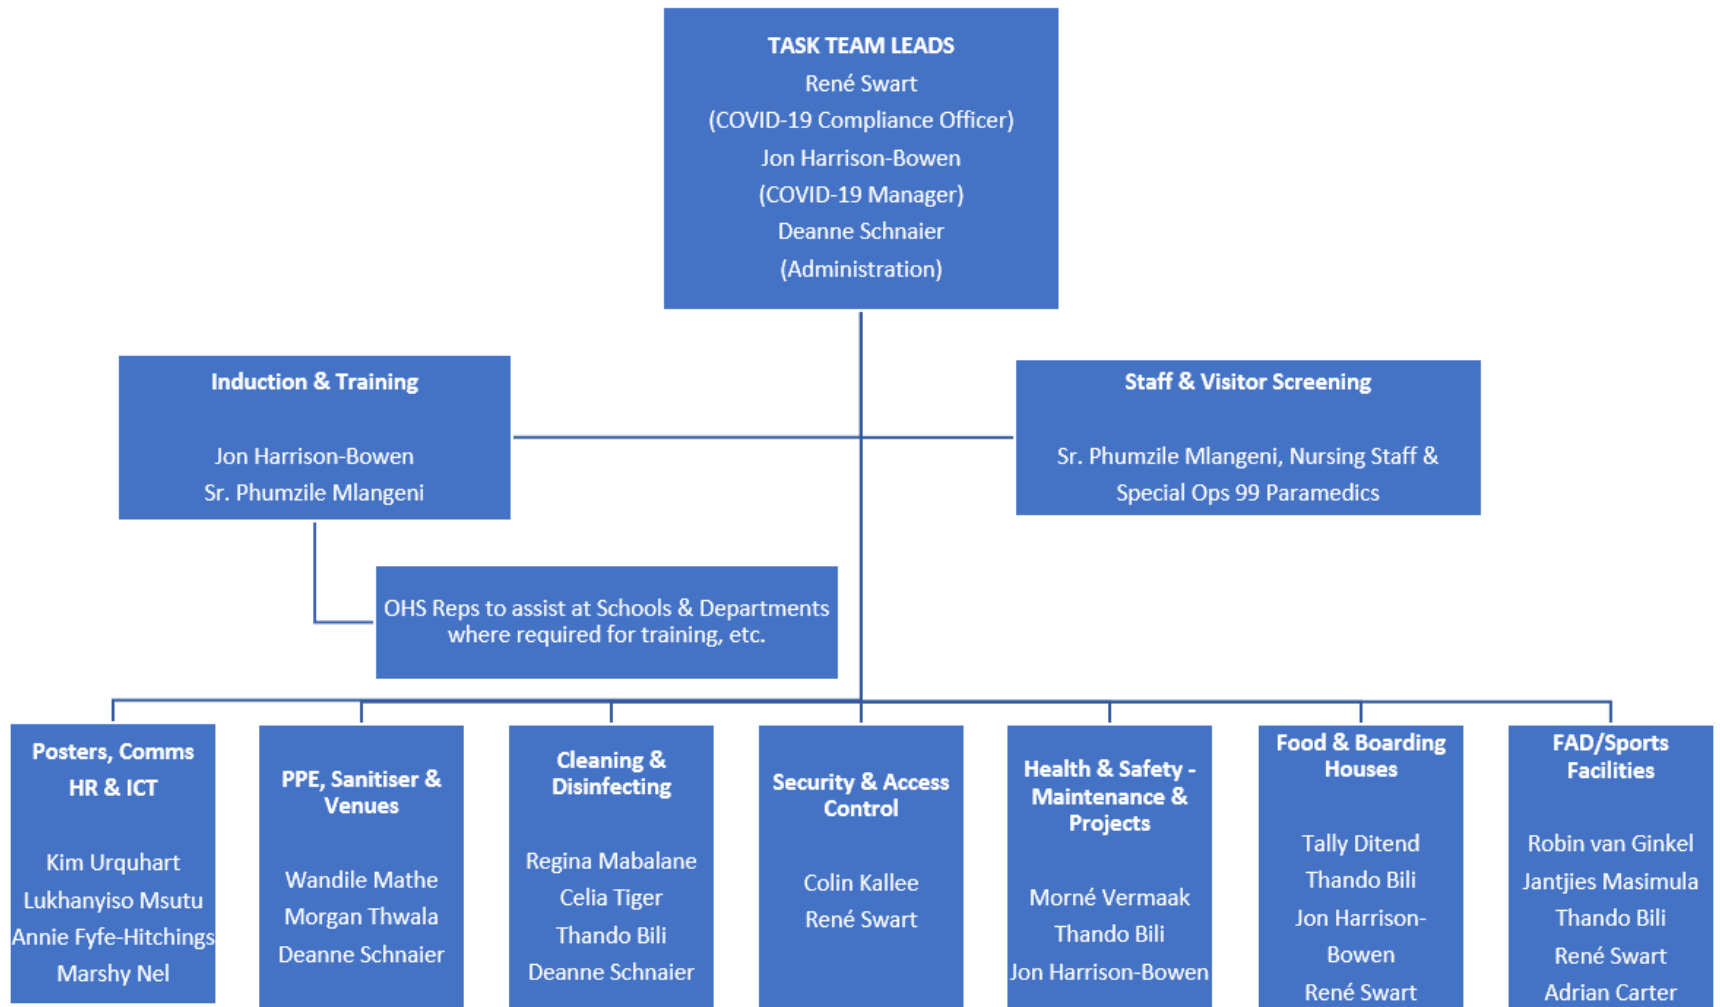 TASK TEAM LEADS
René Swart
(COVID-19 Compliance Officer)
Jon Harrison-Bowen
(COVID-19 Manager)
Deanne Schnaier
(Administration)
Induction & Training
Jon Harrison-Bowen
Sr. Phumzile Mlangeni
Staff & Visitor Screening
Sr. Phumzile Mlangeni, Nursing Staff &
Special Ops 99 Paramedics
OHS Reps to assist at Schools & Departments
where required for training, etc.
Posters, Comms
HR & ICT
Kim Urquhart
Lukhanyiso Msutu
Annie Fyfe-Hitchings
Marshy Nel
PPE, Sanitiser &
Venues
Wandile Mathe
Morgan Thwala
Deanne Schnaier
Cleaning &
Disinfecting
Regina Mabalane
Celia Tiger
Thando Bili
Deanne Schnaier
Security & Access
Control
Colin Kallee
René Swart
Health & Safety -
Maintenance &
Projects
Morné Vermaak
Thando Bili
Jon Harrison-Bowen
Food & Boarding
Houses
Tally Ditend
Thando Bili
Jon Harrison-
Bowen
René Swart
FAD/Sports
Facilities
Robin van Ginkel
Jantjies Masimula
Thando Bili
René Swart
Adrian Carter